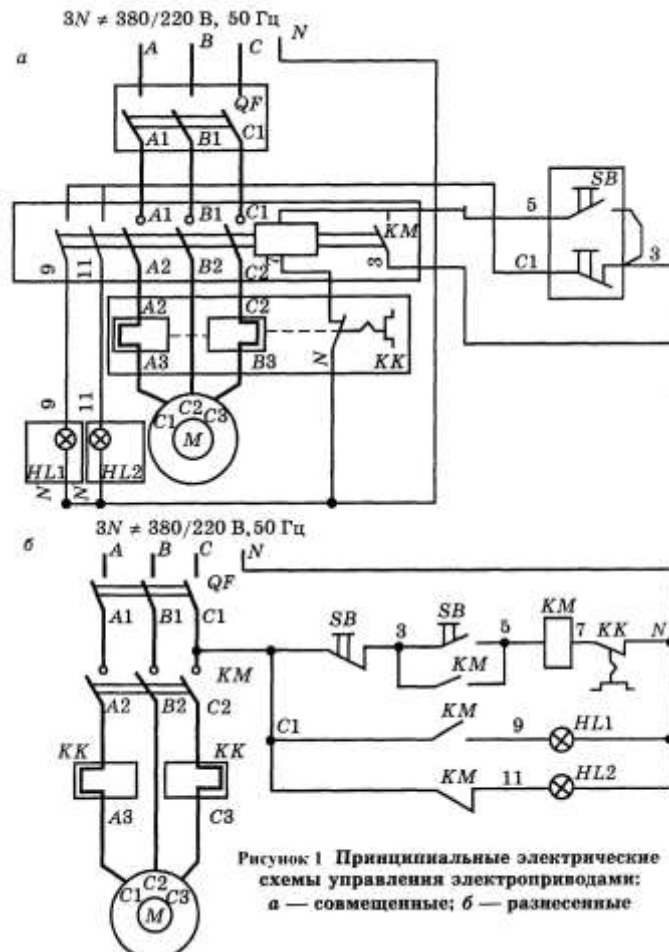 3N ≠ 380/220 В, 50 Гц
а
A
B
C
N
QF
A1
B1
C1
A1
B1
C1
KM
9
11
A2
B2
C2
7
3
5
SB
C1
3
A2
C2
A3
B3
N
KK
9
11
C1
C2
C3
M
HL1
HL2
N
N
3N ≠ 380/220 В, 50 Гц
б
A
B
C
N
QF
A1
B1
C1
SB
3
SB
5
KM
7
KK
N
KM
KM
A2
B2
C2
C1
KM
9
HL1
KK
KK
KM
11
HL2
A3
C3
C1
C2
C3
M
Рисунок 1 Принципиальные электрические
схемы управления электроприводами:
а — совмещенные; б — разнесенные